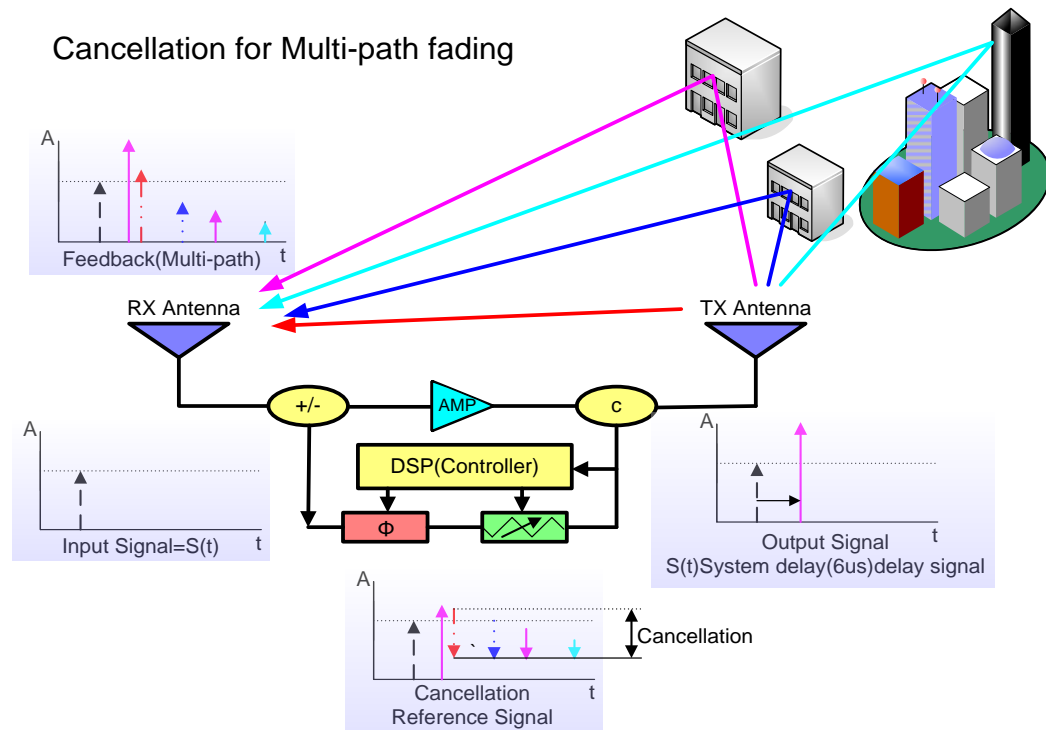 Cancellation for Multi-path fading
A
Feedback(Multi-path)
t
RX Antenna
TX Antenna
+/-
AMP
c
DSP(Controller)
Φ
A
Input Signal=S(t)
t
A
t
Output Signal
S(t)System delay(6us)delay signal
A
`
Cancellation
t
Cancellation
Reference Signal